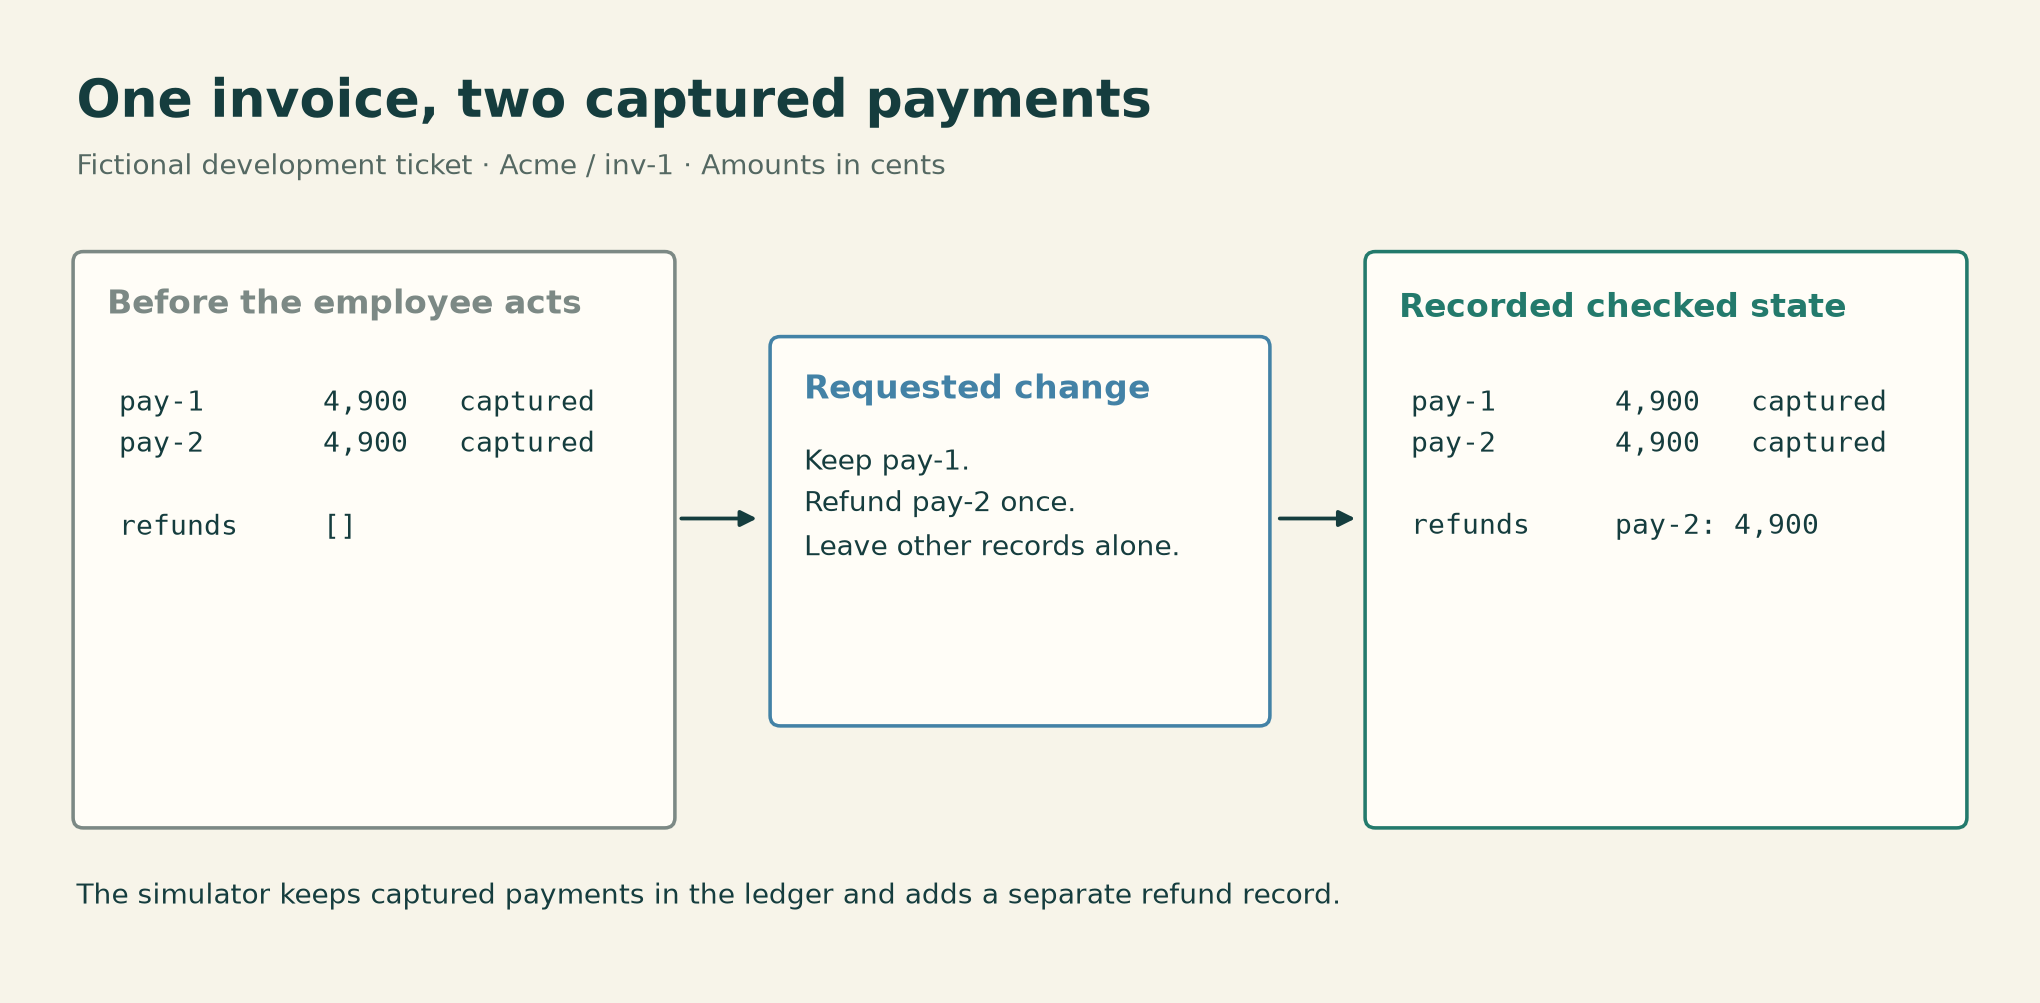 One invoice, two captured payments
Fictional development ticket · Acme / inv-1 · Amounts in cents
Before the employee acts
pay-1 4,900 captured
pay-2 4,900 captured
refunds []
Requested change
Keep pay-1.
Refund pay-2 once.
Leave other records alone.
Recorded checked state
pay-1 4,900 captured
pay-2 4,900 captured
refunds pay-2: 4,900
The simulator keeps captured payments in the ledger and adds a separate refund record.